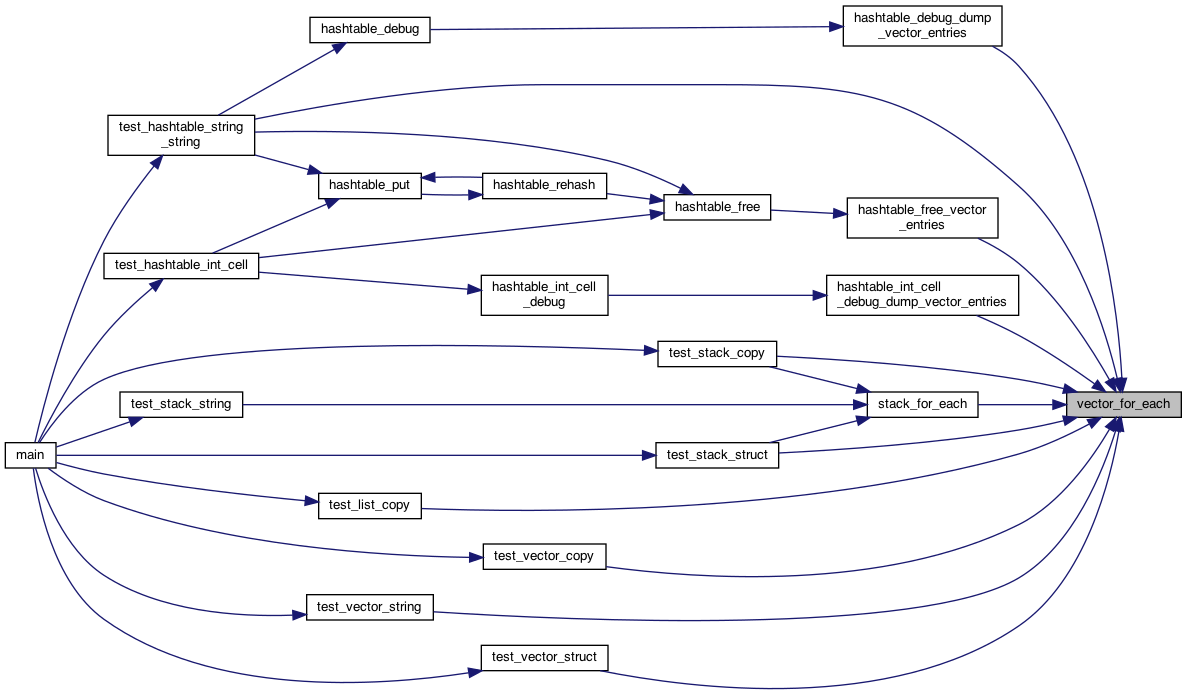 hashtable_debug_dump
_vector_entries
hashtable_debug
test_hashtable_string
_string
hashtable_put
hashtable_rehash
hashtable_free
hashtable_free_vector
_entries
test_hashtable_int_cell
hashtable_int_cell
_debug
hashtable_int_cell
_debug_dump_vector_entries
test_stack_copy
test_stack_string
stack_for_each
vector_for_each
main
test_stack_struct
test_list_copy
test_vector_copy
test_vector_string
test_vector_struct